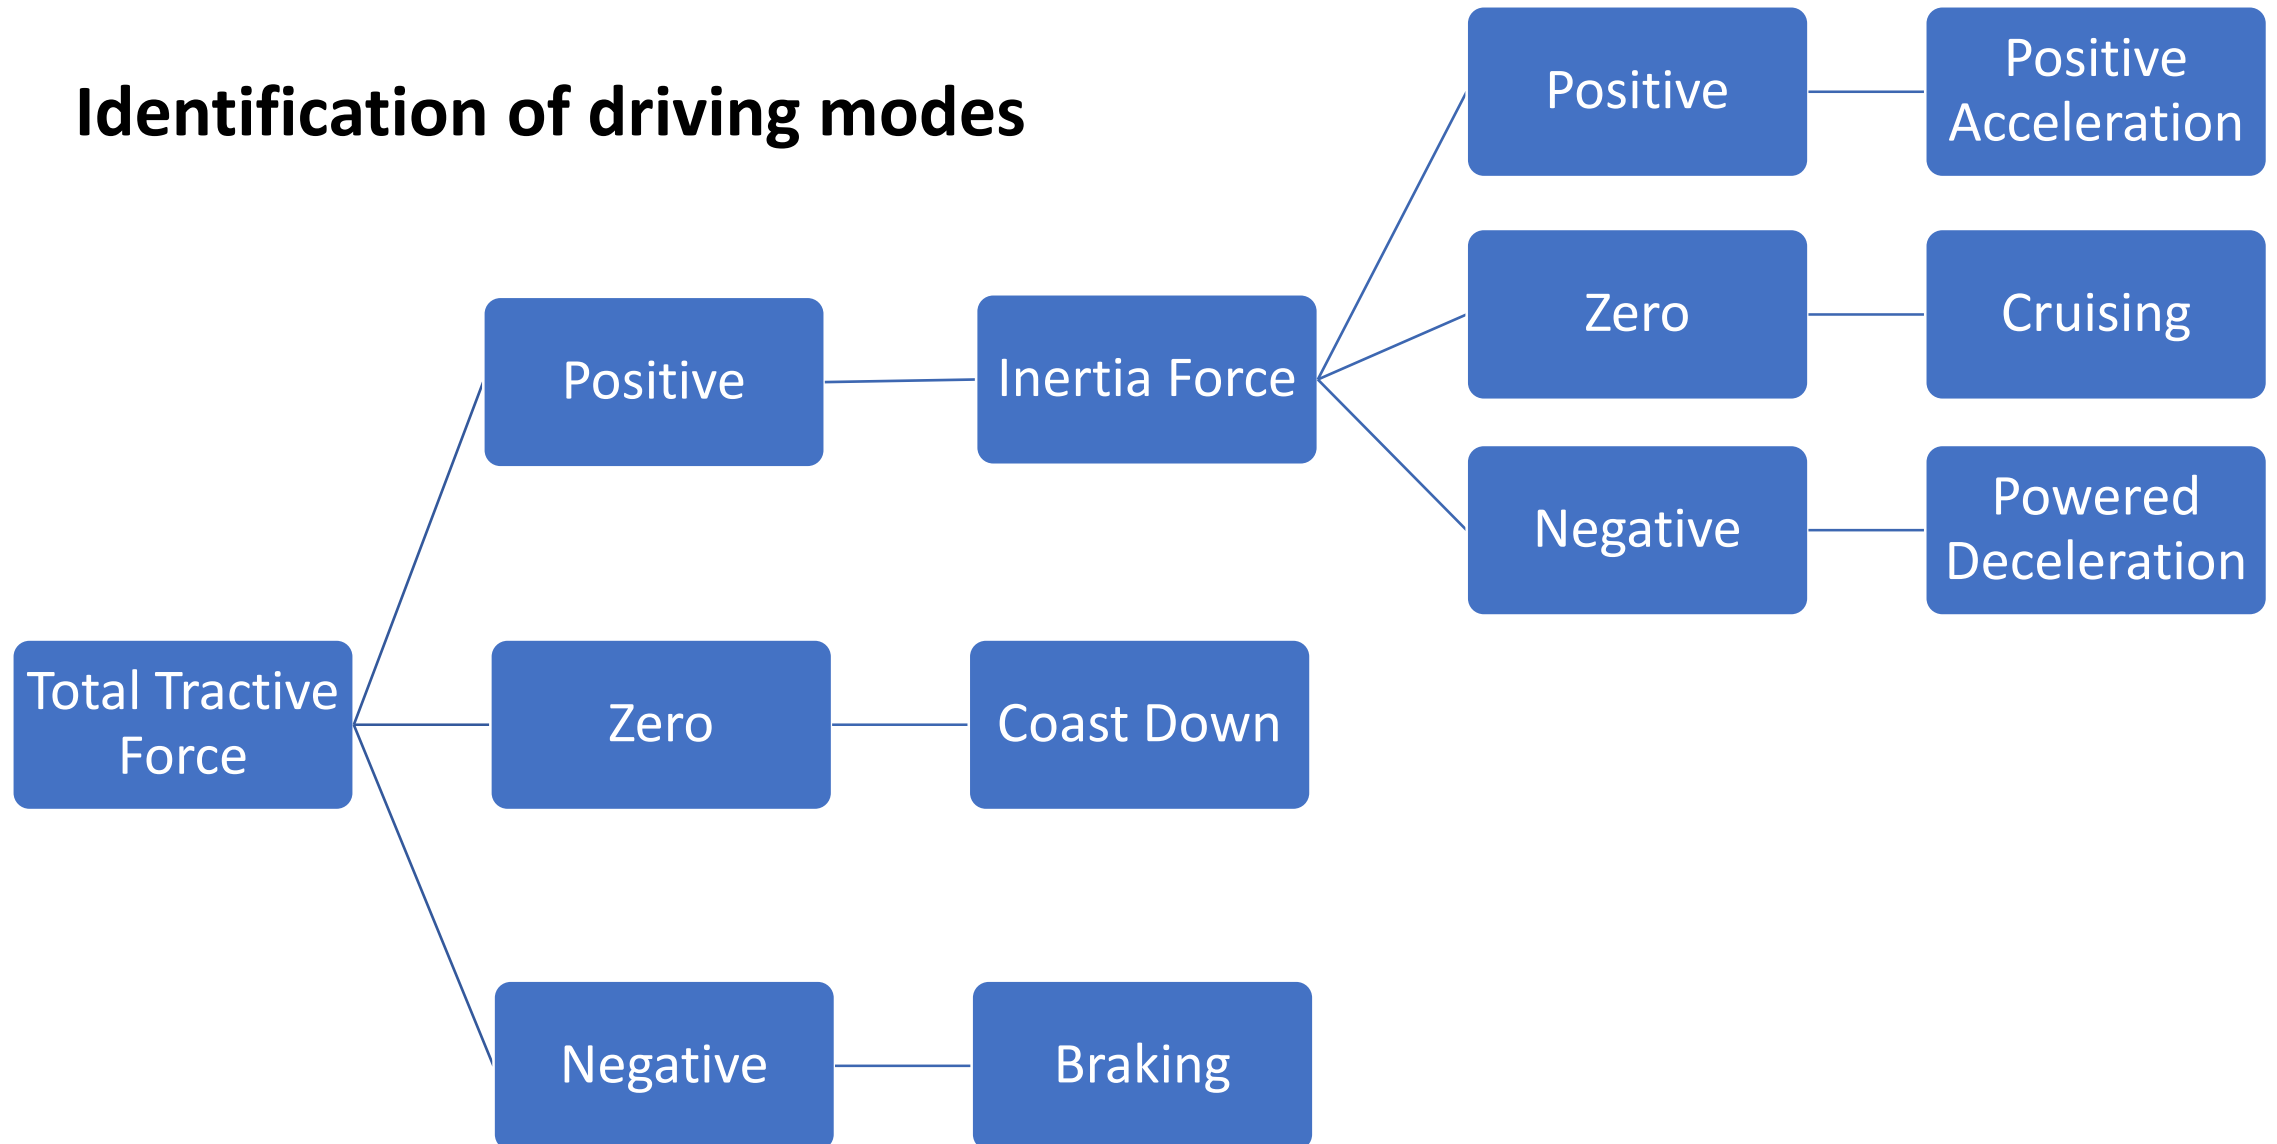 Identification of driving modes
Total Tractive
Force
Positive
Inertia Force
Positive
Positive
Acceleration
Zero
Cruising
Negative
Powered
Deceleration
Zero
Coast Down
Negative
Braking